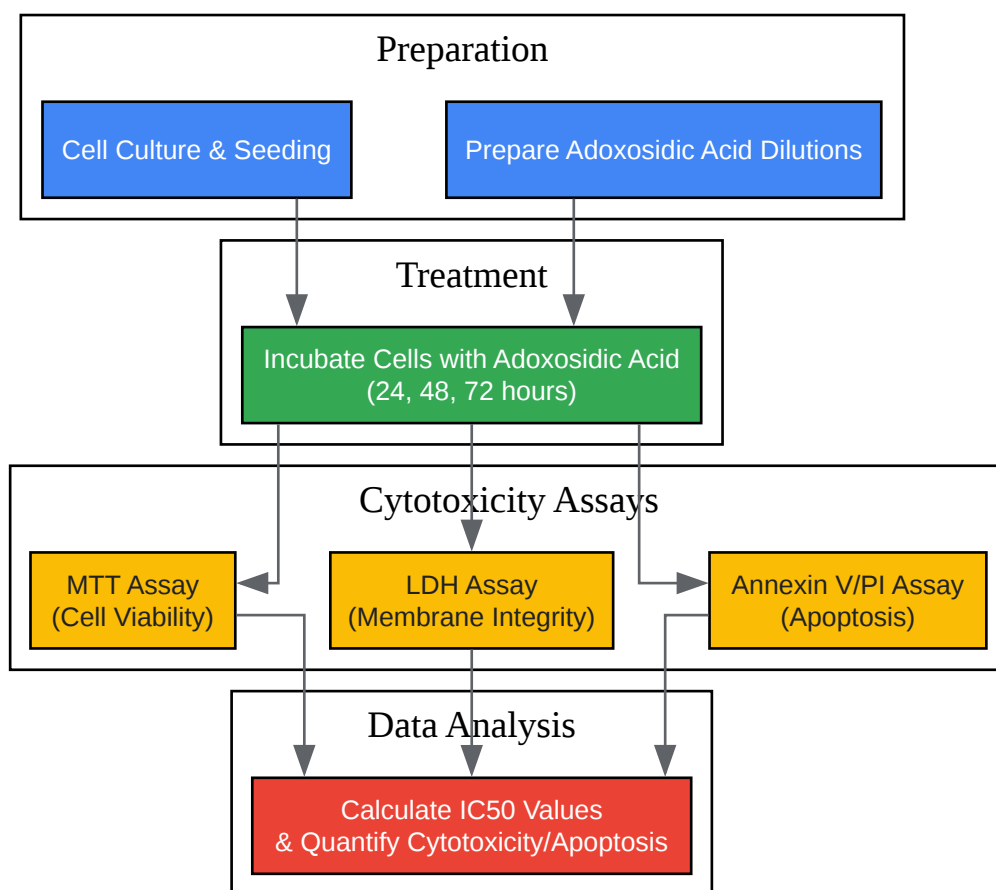 Preparation
Cell Culture & Seeding
Prepare Adoxosidic Acid Dilutions
Treatment
Incubate Cells with Adoxosidic Acid
(24, 48, 72 hours)
Cytotoxicity Assays
MTT Assay
(Cell Viability)
LDH Assay
(Membrane Integrity)
Annexin V/PI Assay
(Apoptosis)
Data Analysis
Calculate IC50 Values
& Quantify Cytotoxicity/Apoptosis